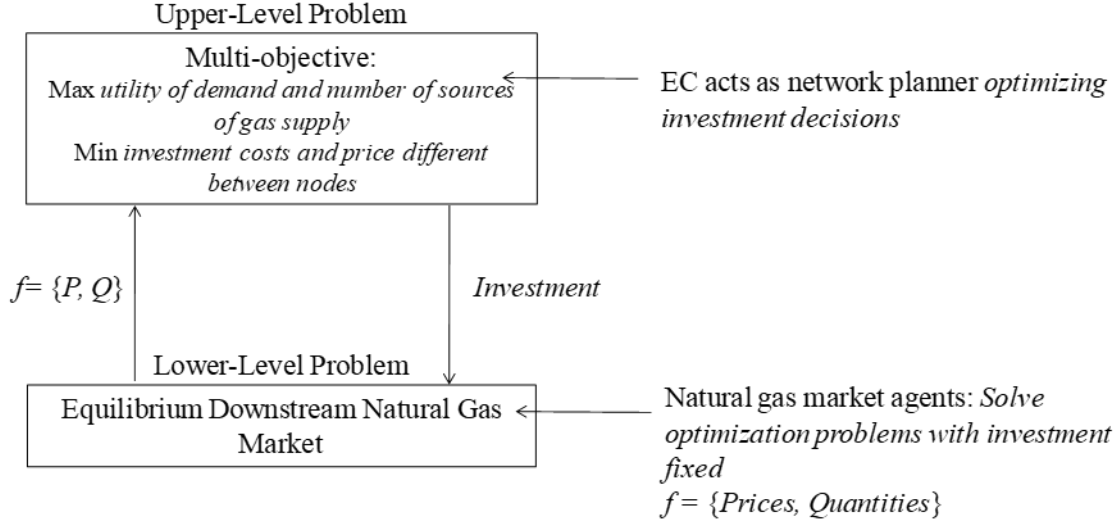 Upper-Level Problem
Multi-objective:
Max utility of demand and number of sources
of gas supply
Min investment costs and price different
between nodes
EC acts as network planner optimizing
investment decisions
f= {P, Q}
Investment
Lower-Level Problem
Equilibrium Downstream Natural Gas
Market
Natural gas market agents: Solve
optimization problems with investment
fixed
f = {Prices, Quantities}